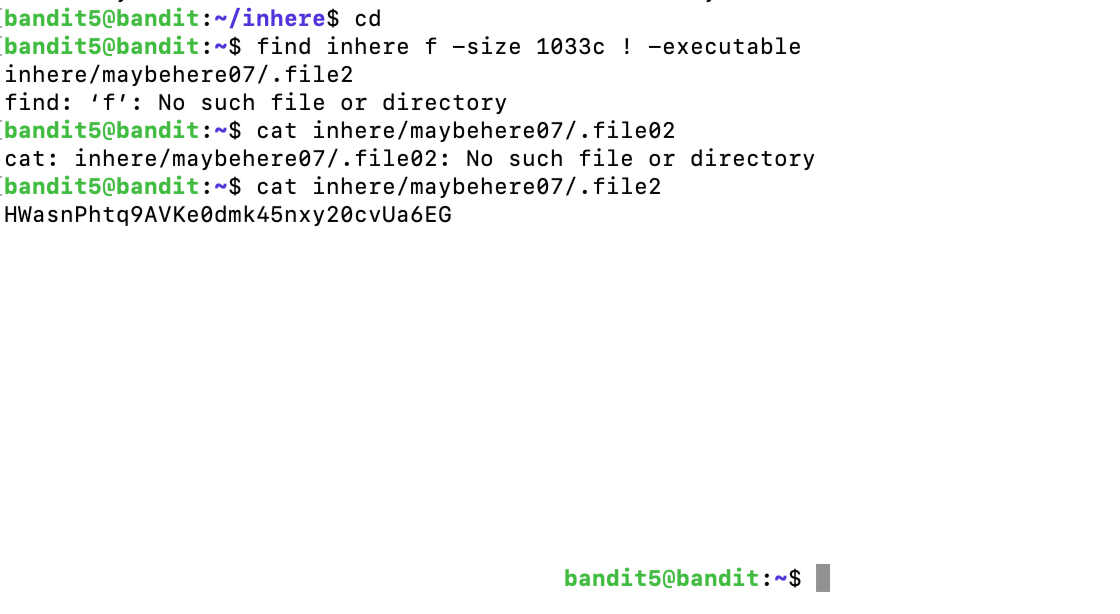 bandit5@bandit:~/inhere$ cd
bandit5@bandit:~$ find inhere f -size 1033c ! -executable
inhere/maybehere07/.file2
find: ‘f’: No such file or directory
bandit5@bandit:~$ cat inhere/maybehere07/.file02
cat: inhere/maybehere07/.file02: No such file or directory
bandit5@bandit:~$ cat inhere/maybehere07/.file2
HWasnPhtq9AVKe0dmk45nxy20cvUa6EG
bandit5@bandit:~$